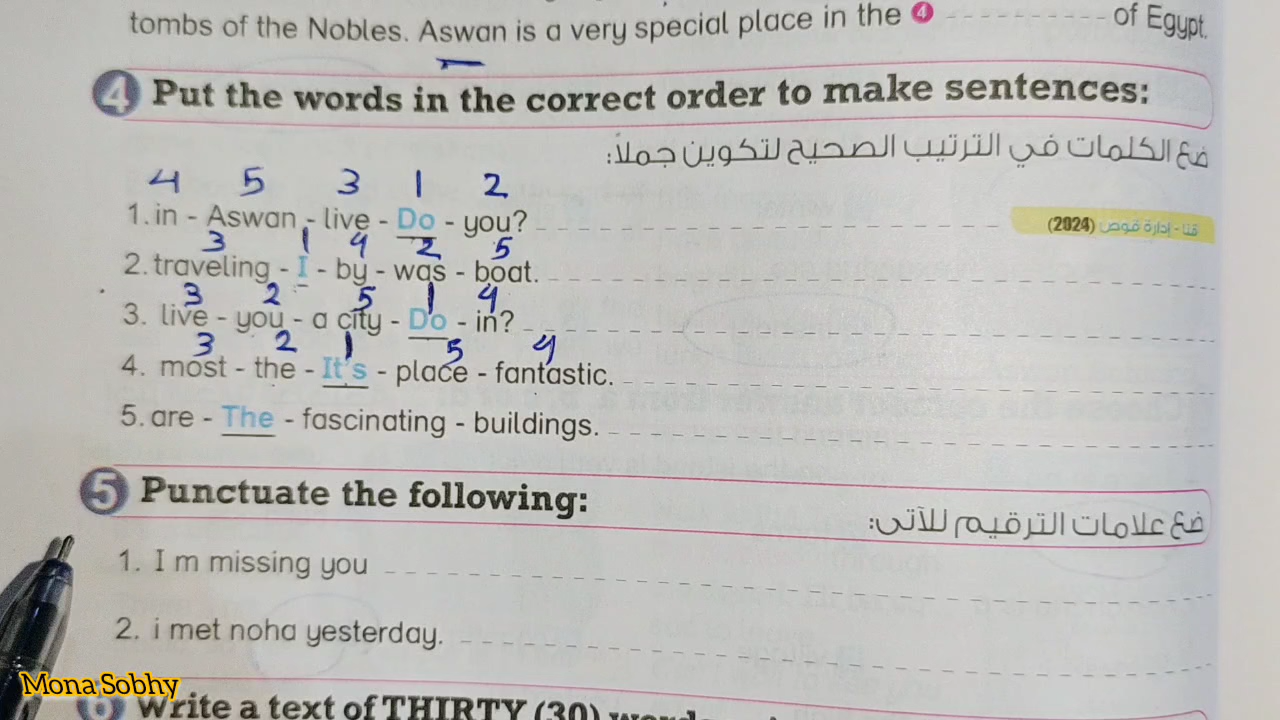 tombs of the Nobles. Aswan is a very special place in the 4 ---------- of Egypt.
4 Put the words in the correct order to make sentences:
ضع الكلمات في الترتيب الصحيح لتكوين جملاً:
4 5 3 1 2
1. in - Aswan - live - Do - you? قنا - إدارة قوص (2024)
3 1 4 2 5
2. traveling - I - by - was - boat.
3 2 5 1 4
3. live - you - a city - Do - in?
3 2 1 5 4
4. most - the - It's - place - fantastic.
5. are - The - fascinating - buildings.
5 Punctuate the following:
ضع علامات الترقيم للآتى:
1. I m missing you
2. i met noha yesterday.
Mona Sobhy
6 Write a text of THIRTY (30) words